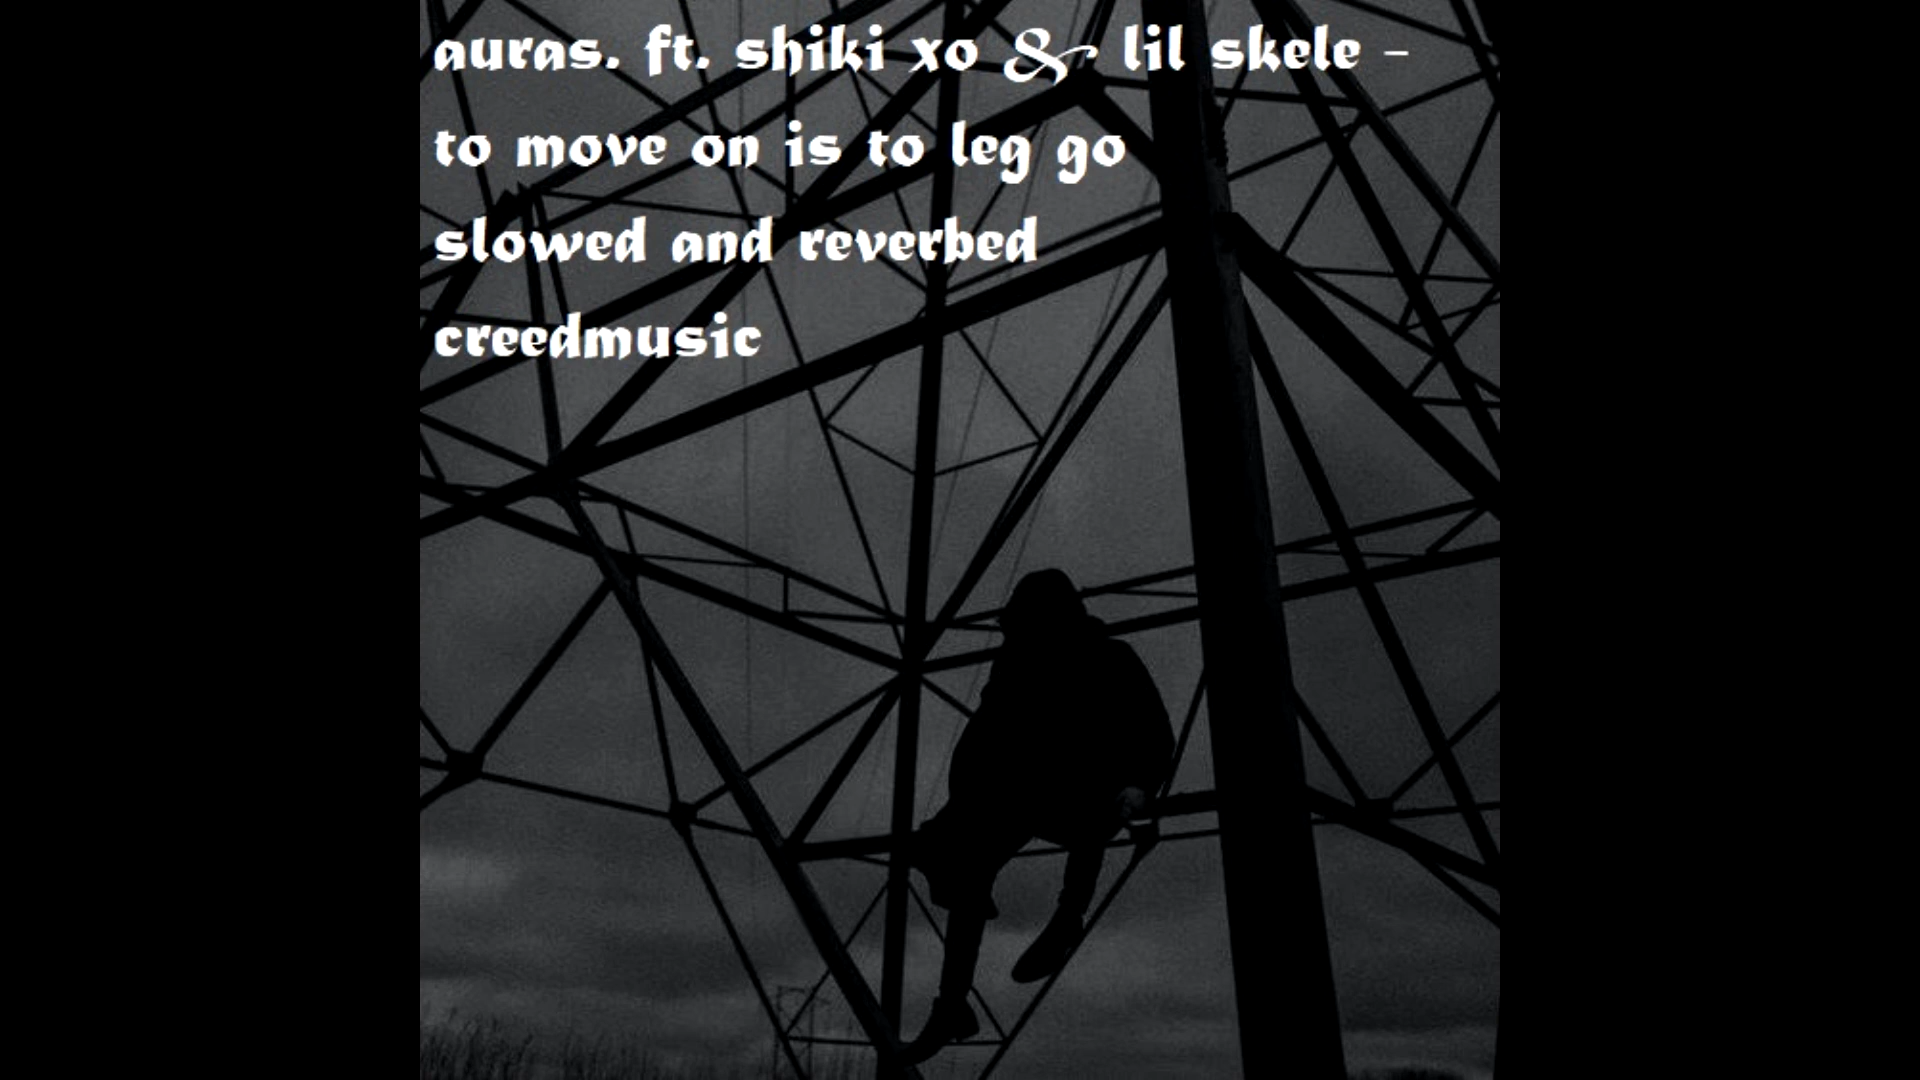 auras. ft. shiki xo & lil skele -
to move on is to leg go
slowed and reverbed
creedmusic